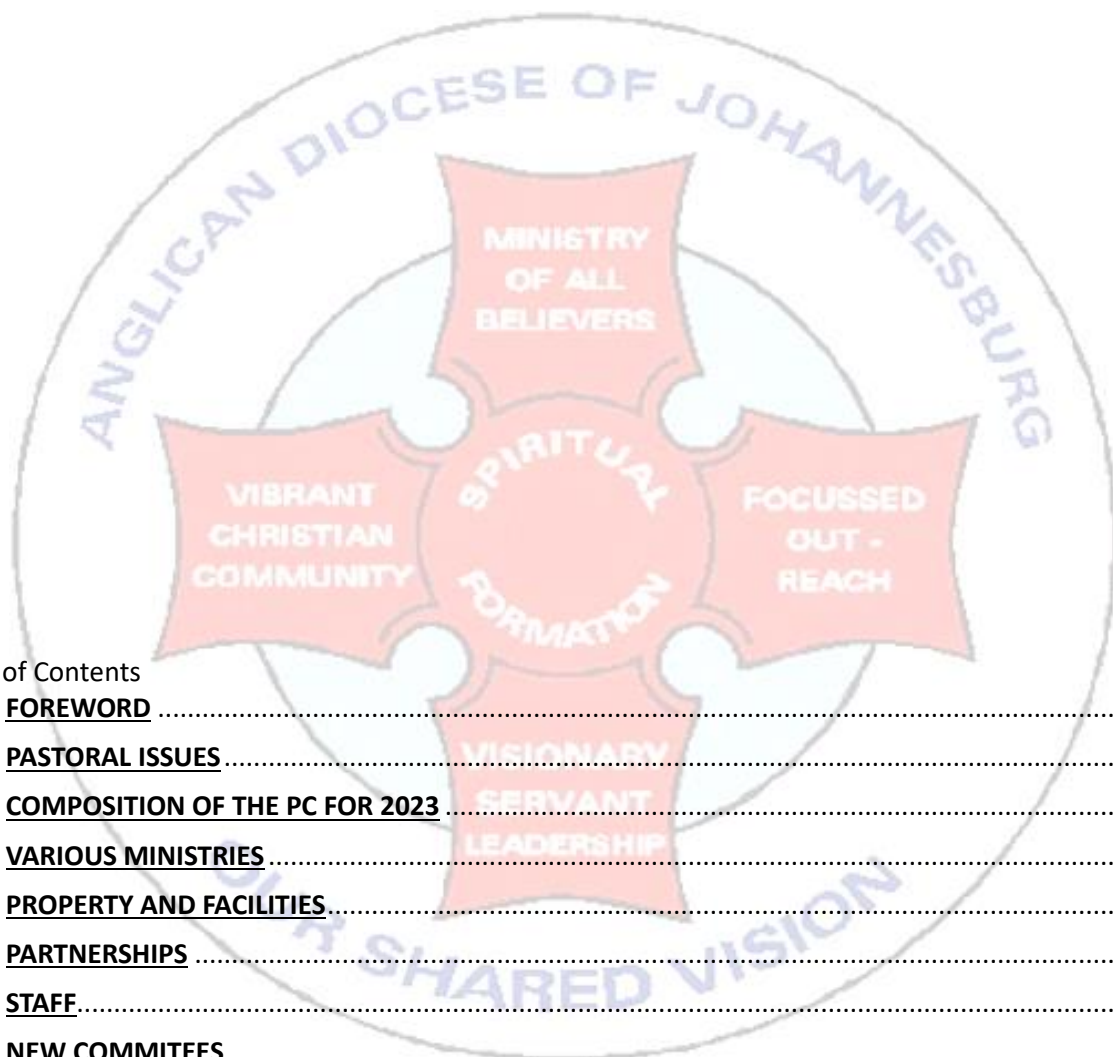 ANGLICAN DIOCESE OF JOHANNESBURG
MINISTRY
OF ALL
BELIEVERS
SPIRITUAL
FORMATION
VIBRANT
CHRISTIAN
COMMUNITY
FOCUSSED
OUT -
REACH
of Contents
FOREWORD
PASTORAL ISSUES
VISIONARY
COMPOSITION OF THE PC FOR 2023
SERVANT
LEADERSHIP
VARIOUS MINISTRIES
PROPERTY AND FACILITIES
PARTNERSHIPS
STAFF
NEW COMMITEES
OUR SHARED VISION